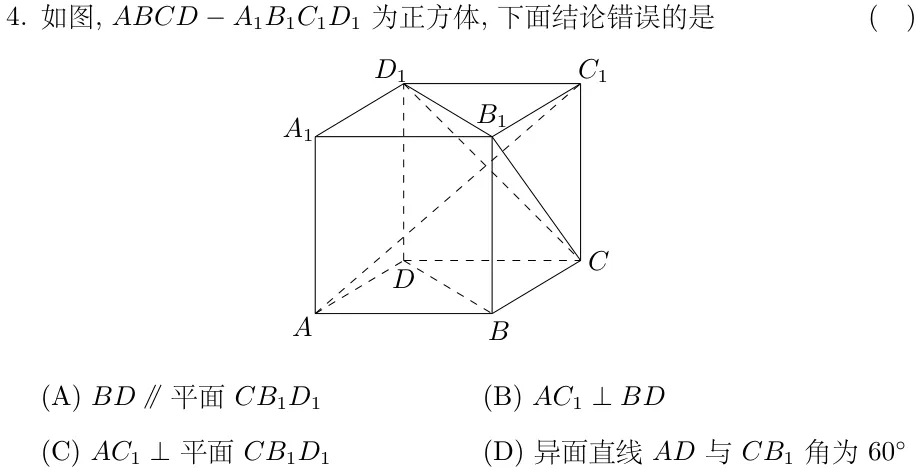 4. 如图, ABCD − A₁B₁C₁D₁ 为正方体, 下面结论错误的是 ( )
D₁ C₁
B₁
A₁
D C
A B
(A) BD ∥ 平面 CB₁D₁ (B) AC₁ ⊥ BD
(C) AC₁ ⊥ 平面 CB₁D₁ (D) 异面直线 AD 与 CB₁ 角为 60°